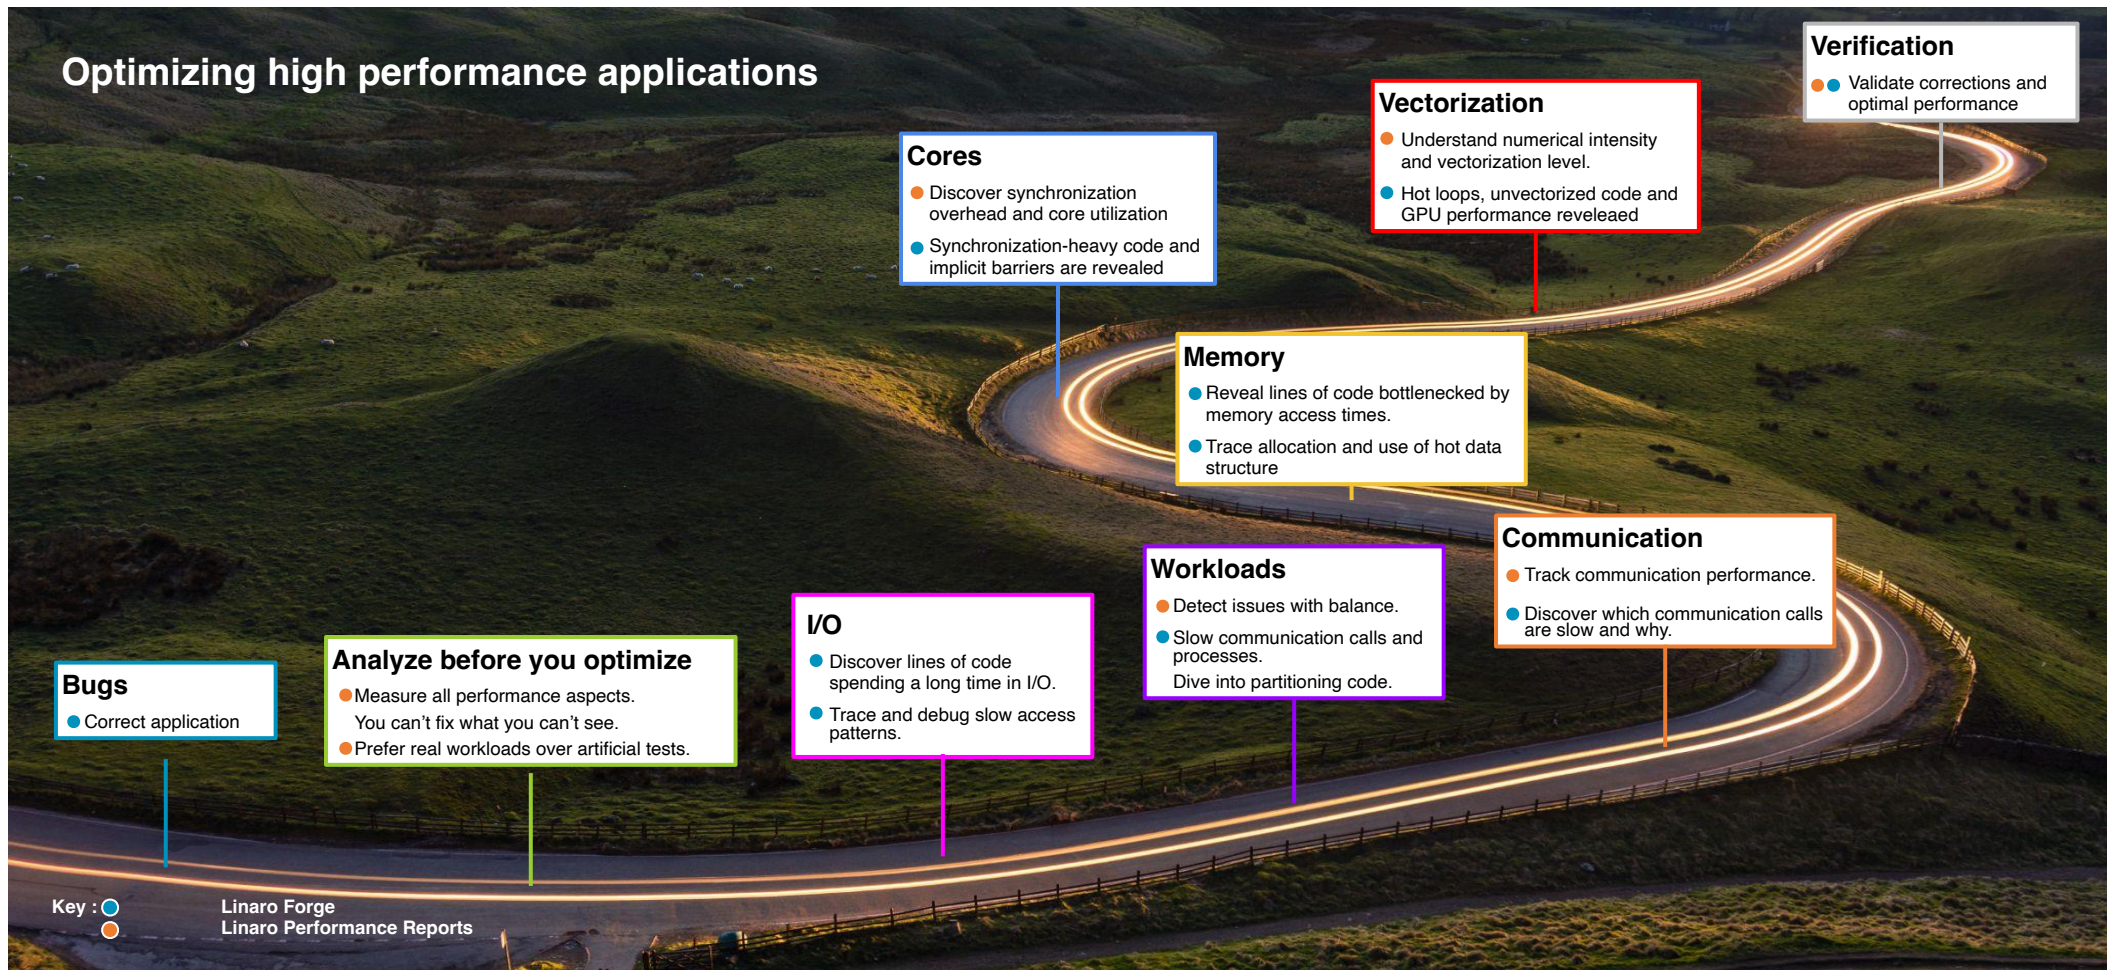 Optimizing high performance applications
Verification
Validate corrections and
optimal performance
Vectorization
Understand numerical intensity
and vectorization level.
Hot loops, unvectorized code and
GPU performance reveleaed
Cores
Discover synchronization
overhead and core utilization
Synchronization-heavy code and
implicit barriers are revealed
Memory
Reveal lines of code bottlenecked by
memory access times.
Trace allocation and use of hot data
structure
Communication
Track communication performance.
Discover which communication calls
are slow and why.
Workloads
Detect issues with balance.
Slow communication calls and
processes.
Dive into partitioning code.
I/O
Discover lines of code
spending a long time in I/O.
Trace and debug slow access
patterns.
Analyze before you optimize
Measure all performance aspects.
You can't fix what you can't see.
Prefer real workloads over artificial tests.
Bugs
Correct application
Key :
Linaro Forge
Linaro Performance Reports